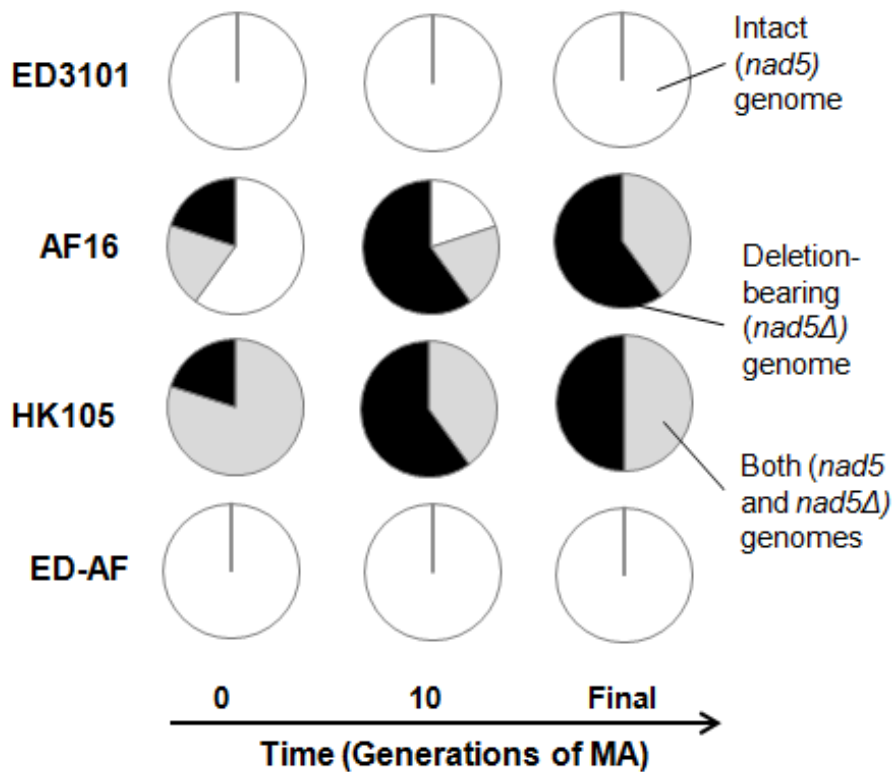 ED3101
Intact
(nad5)
genome
AF16
Deletion-
bearing
(nad5Δ)
genome
HK105
Both (nad5
and nad5Δ)
genomes
ED-AF
0 10 Final
Time (Generations of MA)